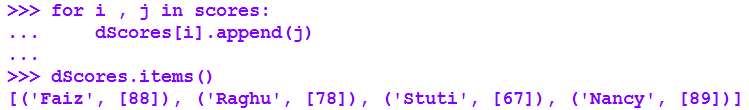 >>> for i , j in scores:
...     dScores[i].append(j)
...
>>> dScores.items()
[('Faiz', [88]), ('Raghu', [78]), ('Stuti', [67]), ('Nancy', [89])]